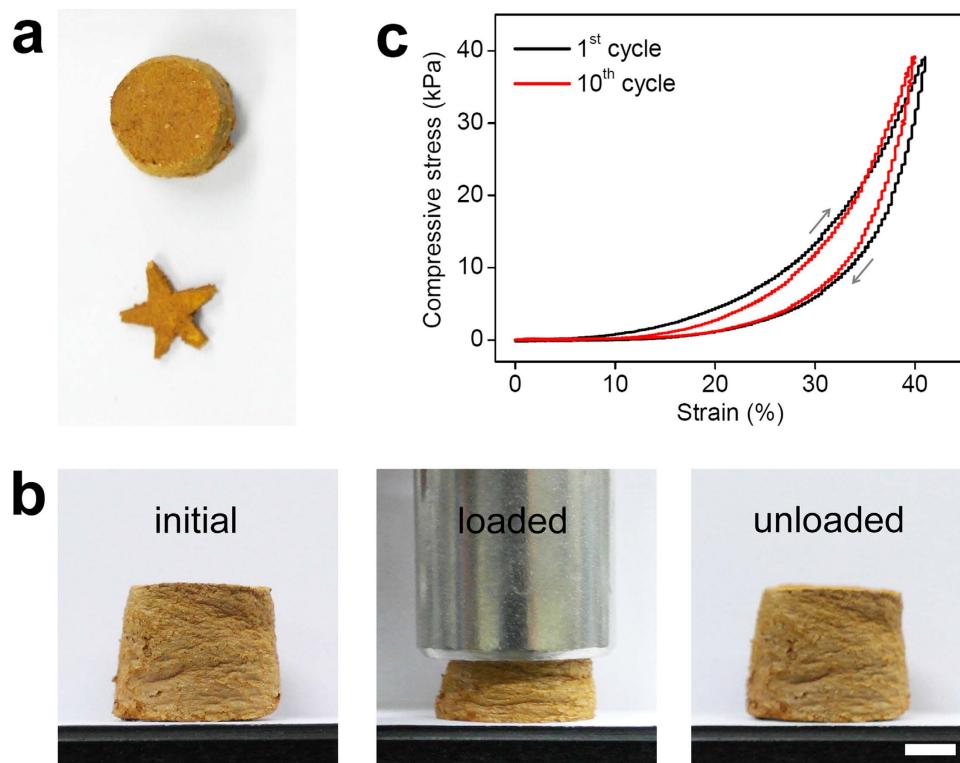 a
c
1st cycle
10th cycle
40
30
20
10
0
Compressive stress (kPa)
0 10 20 30 40
Strain (%)
b
initial
loaded
unloaded